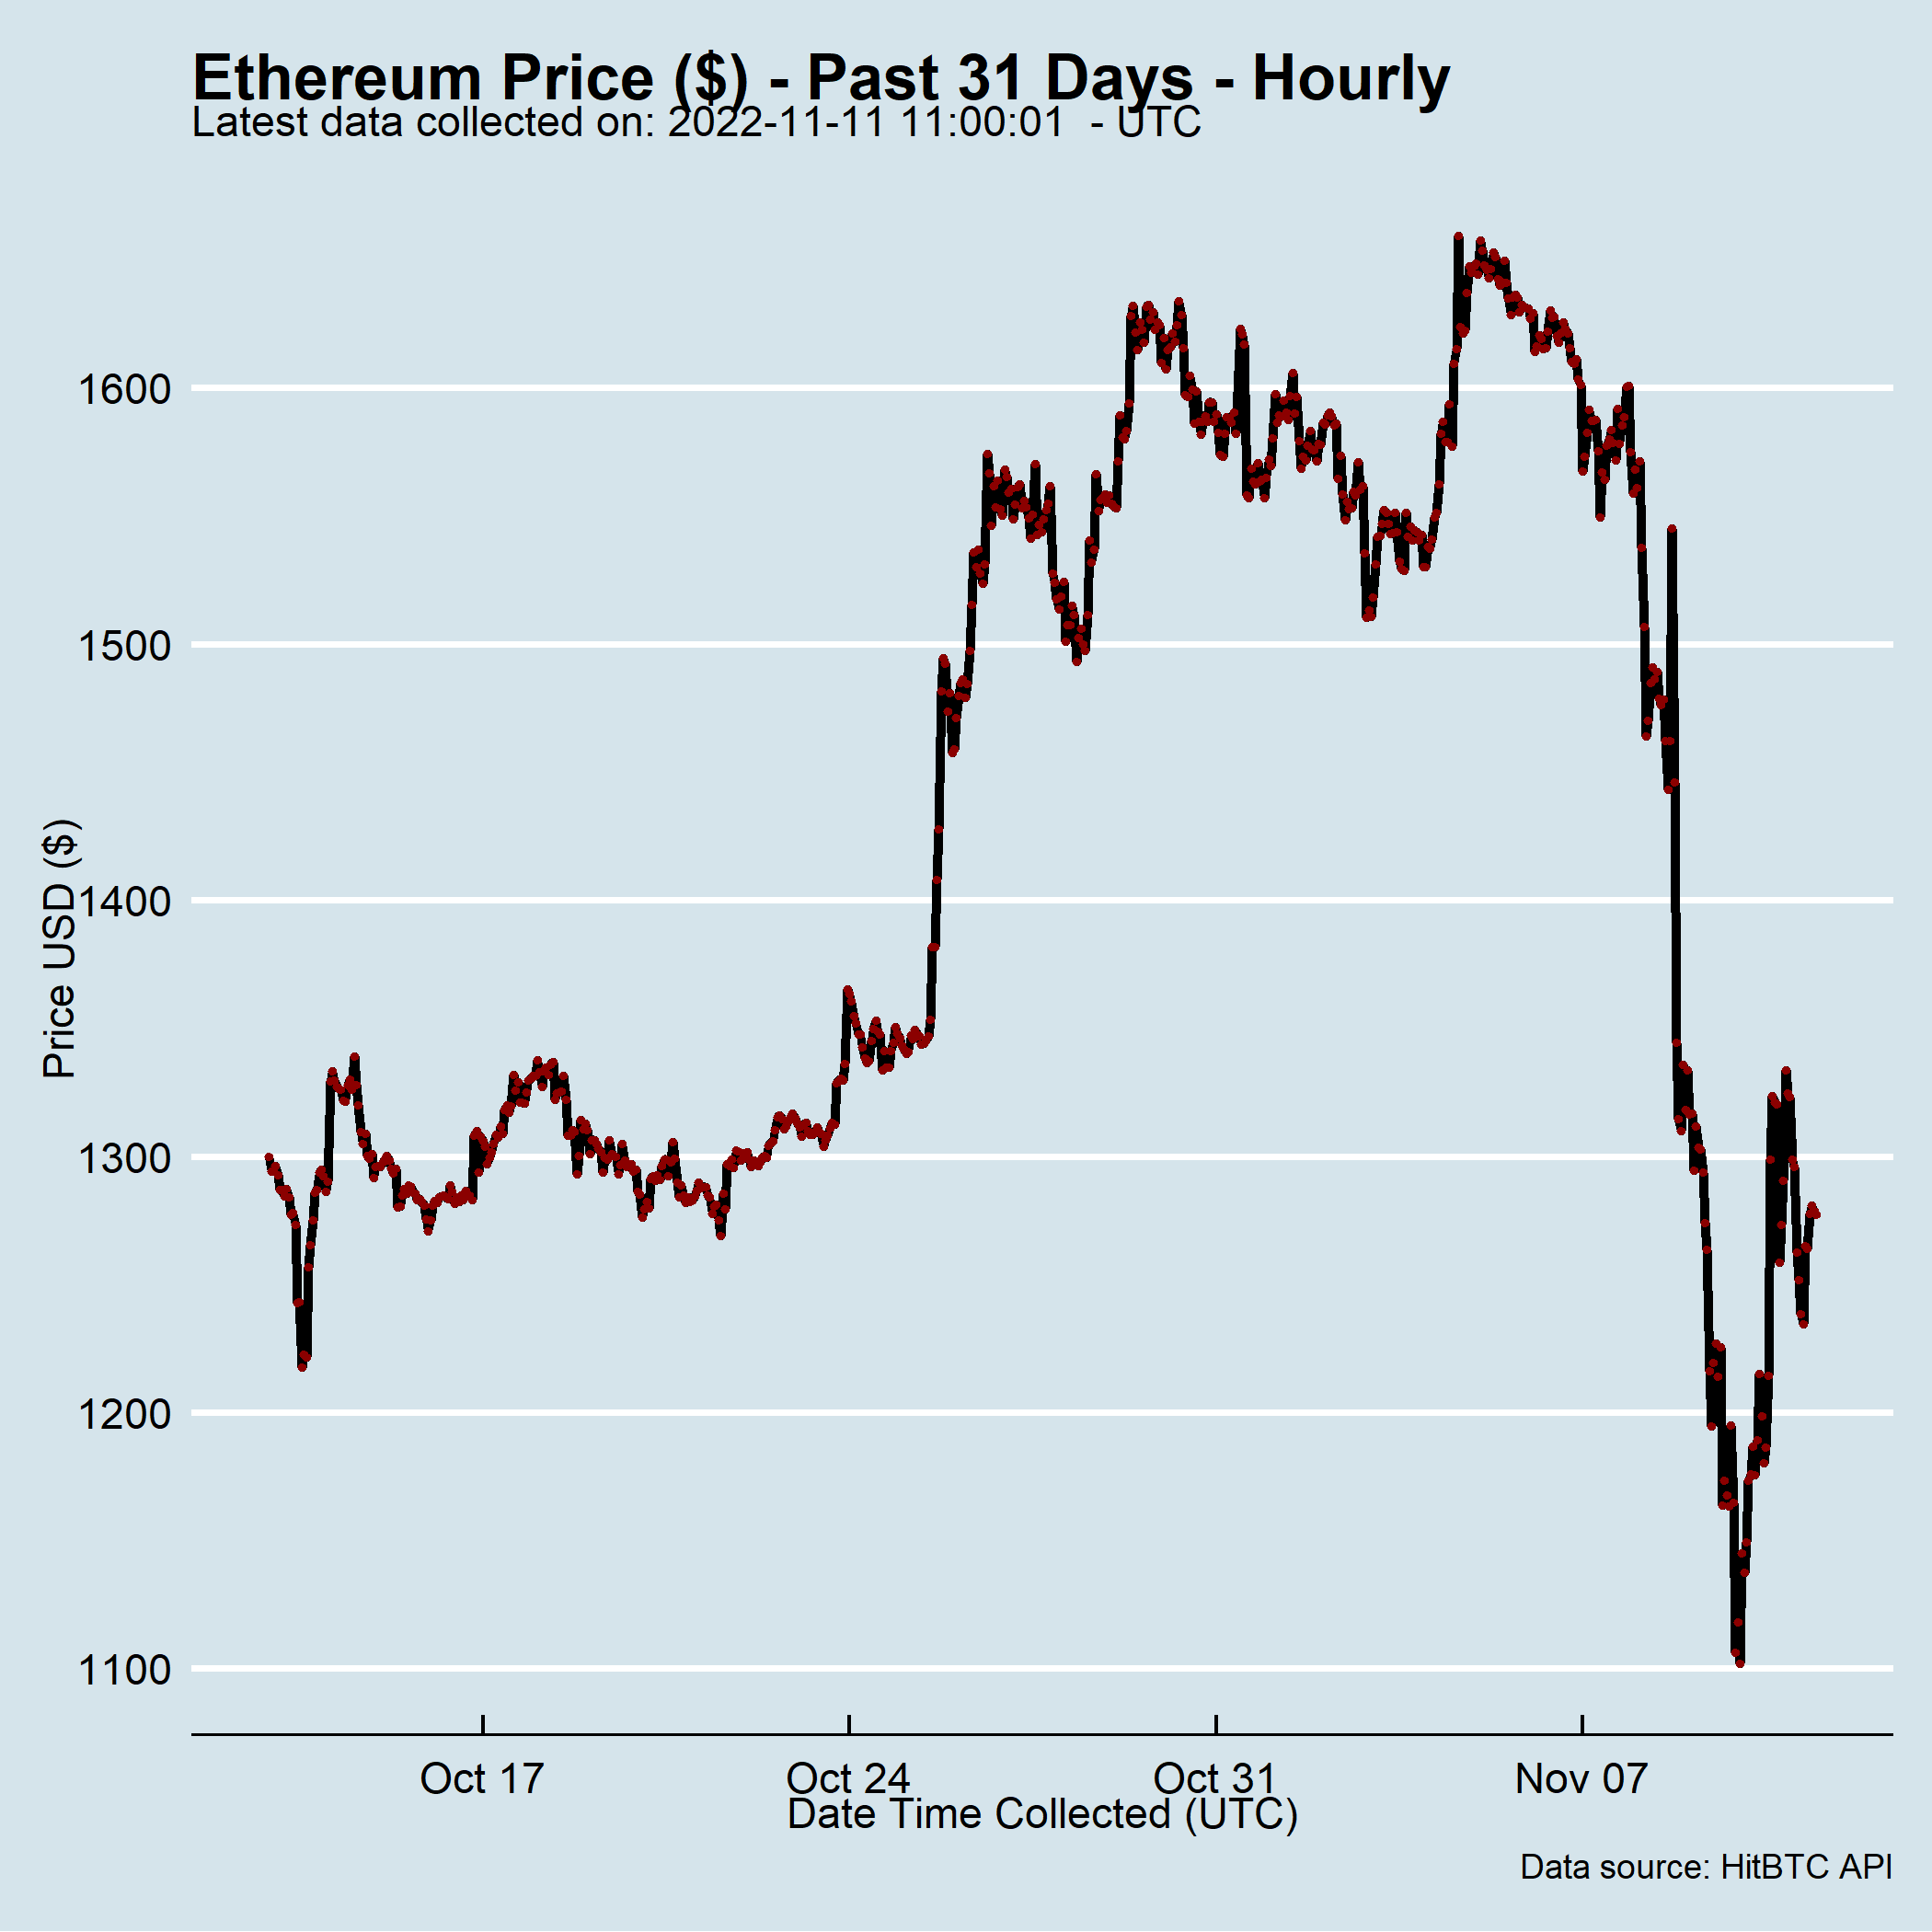 Ethereum Price ($) - Past 31 Days - Hourly
Latest data collected on: 2022-11-11 11:00:01  - UTC
Price USD ($)
1600
1500
1400
1300
1200
1100
Oct 17
Oct 24
Oct 31
Nov 07
Date Time Collected (UTC)
Data source: HitBTC API